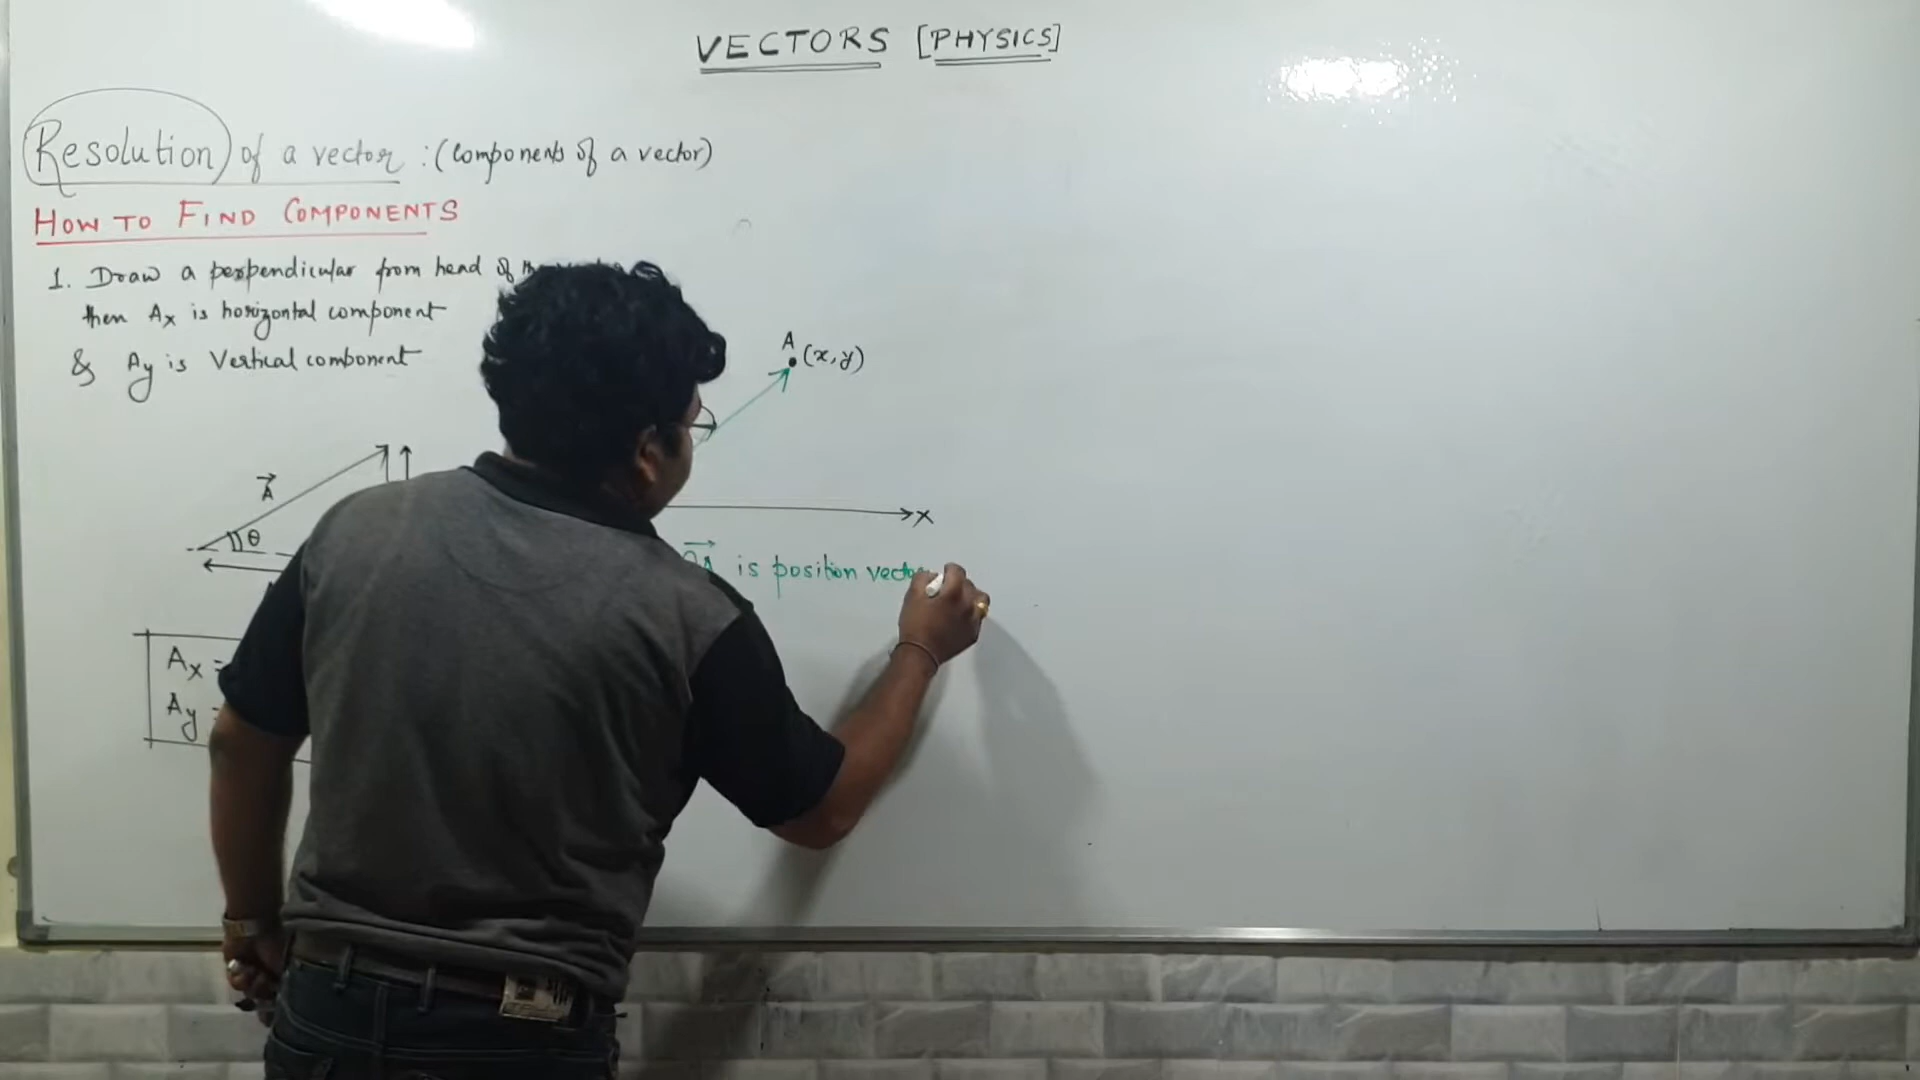 VECTORS [PHYSICS]
Resolution of a vector : (components of a vector)
HOW TO FIND COMPONENTS
1. Draw a perpendicular from head of the
then Ax is horizontal component
& Ay is Vertical component
A (x,y)
A
θ
X
OA is position vector
Ax =
Ay =